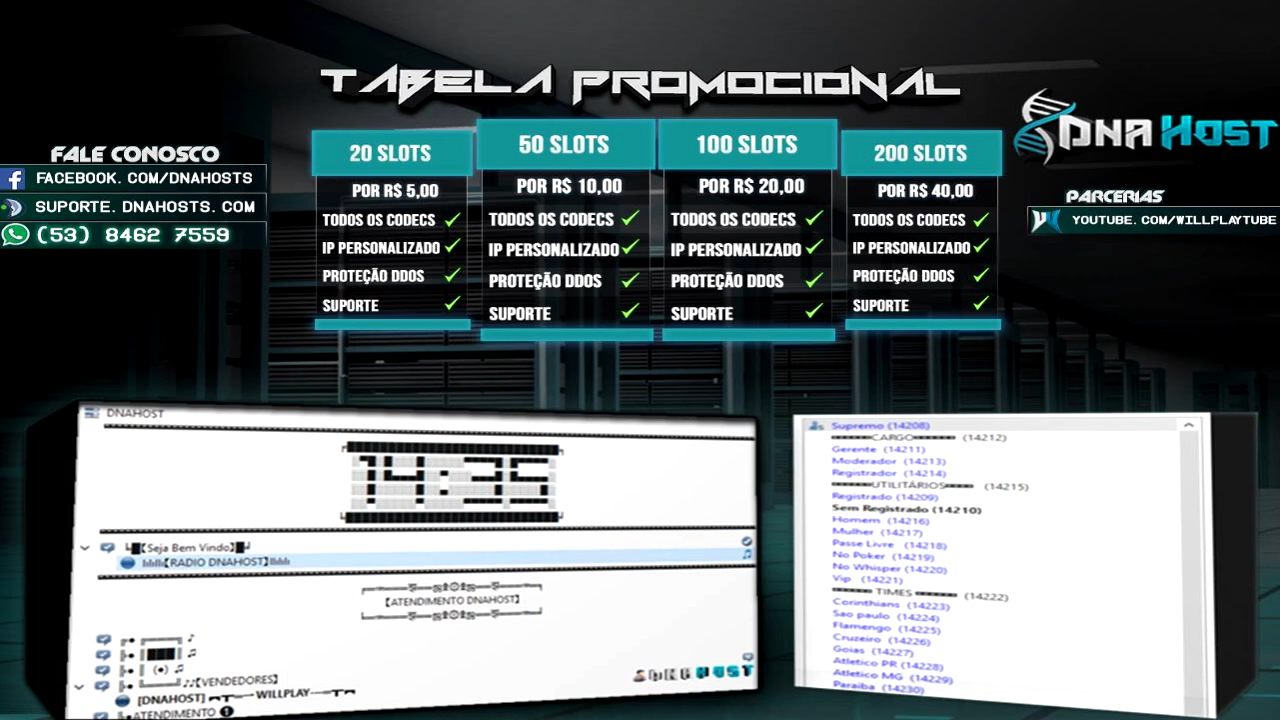 TABELA PROMOCIONAL
DNA HOST
FALE CONOSCO
FACEBOOK. COM/DNAHOSTS
SUPORTE. DNAHOSTS. COM
(53) 8462 7559
20 SLOTS
POR R$ 5,00
TODOS OS CODECS
IP PERSONALIZADO
PROTEÇÃO DDOS
SUPORTE
50 SLOTS
POR R$ 10,00
TODOS OS CODECS
IP PERSONALIZADO
PROTEÇÃO DDOS
SUPORTE
100 SLOTS
POR R$ 20,00
TODOS OS CODECS
IP PERSONALIZADO
PROTEÇÃO DDOS
SUPORTE
200 SLOTS
POR R$ 40,00
TODOS OS CODECS
IP PERSONALIZADO
PROTEÇÃO DDOS
SUPORTE
PARCERIAS
YOUTUBE.COM/WILLPLAYTUBE
DNAHOST
14:35
【Seja Bem Vindo】
【RADIO DNAHOST】
【ATENDIMENTO DNAHOST】
【VENDEDORES】
[DNAHOST] WILLPLAY
ATENDIMENTO ❶
DNA HOST
Supremo (14208)
CARGO (14212)
Gerente (14211)
Moderador (14213)
Registrador (14214)
UTILITÁRIOS (14215)
Registrado (14209)
Sem Registrado (14210)
Homem (14216)
Mulher (14217)
Passe Livre (14218)
No Poker (14219)
No Whisper (14220)
Vip (14221)
TIMES (14222)
Corinthians (14223)
Sao paulo (14224)
Flamengo (14225)
Cruzeiro (14226)
Goias (14227)
Atletico PR (14228)
Atletico MG (14229)
Paraiba (14230)